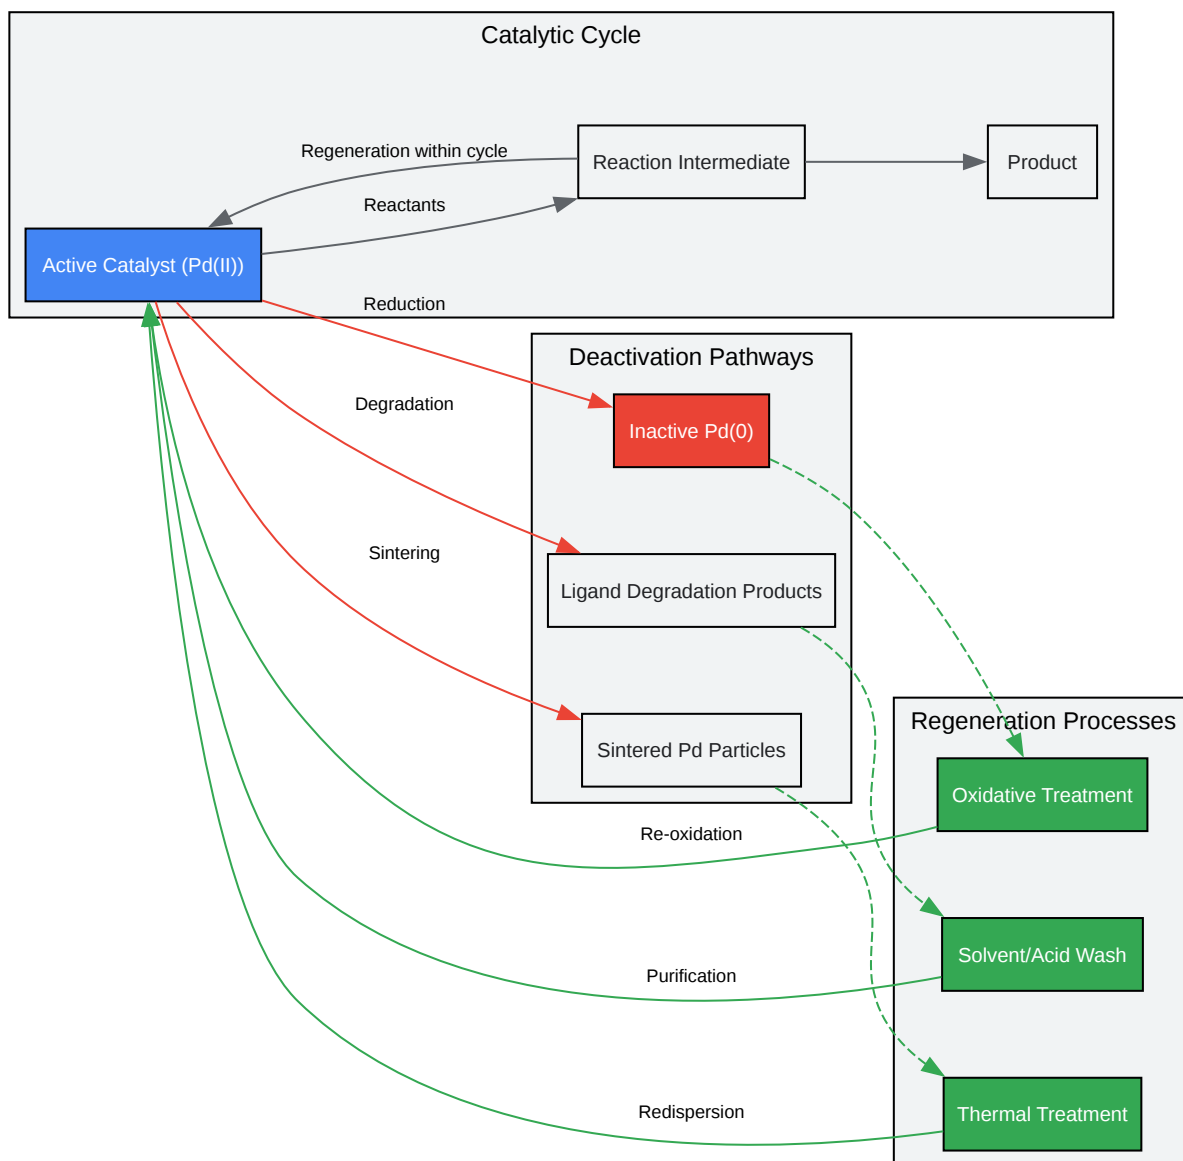 Catalytic Cycle
Regeneration within cycle
Reaction Intermediate
Product
Reactants
Active Catalyst (Pd(II))
Reduction
Deactivation Pathways
Degradation
Inactive Pd(0)
Sintering
Ligand Degradation Products
Sintered Pd Particles
Regeneration Processes
Oxidative Treatment
Re-oxidation
Solvent/Acid Wash
Purification
Thermal Treatment
Redispersion